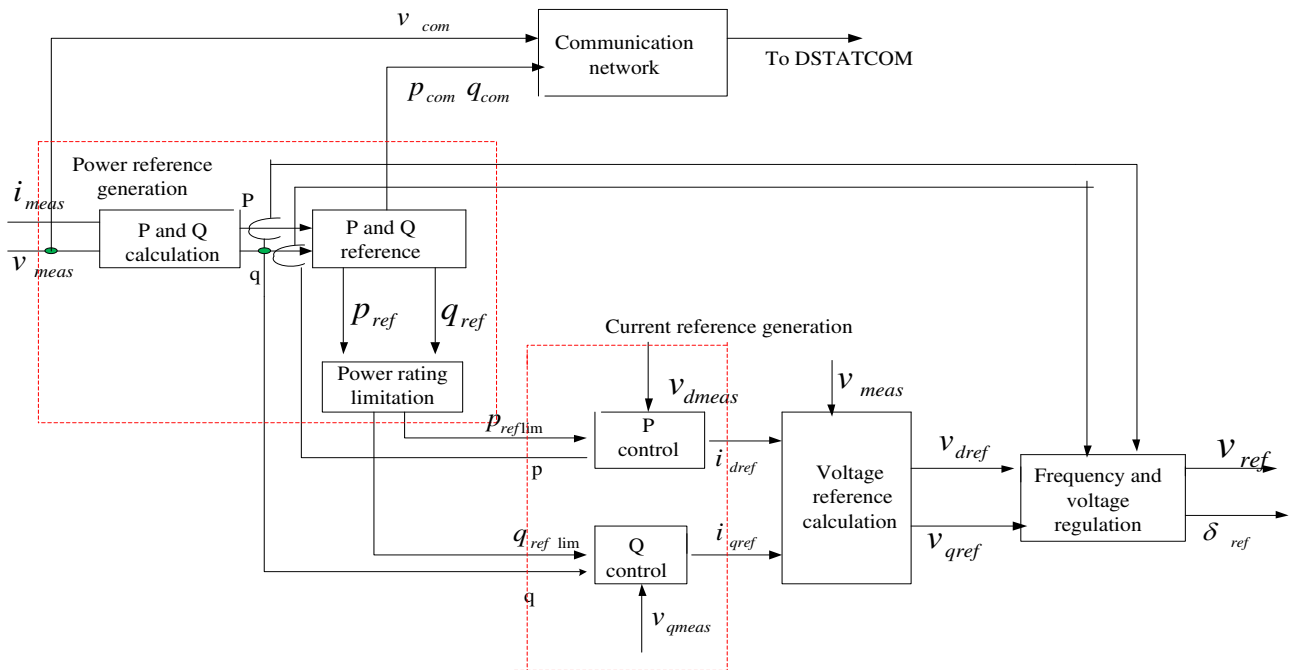 v com
Communication
network
To DSTATCOM
p com q com
Power reference
generation
i meas
P
P and Q
calculation
P and Q
reference
v meas
q
p ref
q ref
Current reference generation
Power rating
limitation
v dmeas
v meas
p ref lim
P
control
p
i dref
Voltage
reference
calculation
v dref
Frequency and
voltage
regulation
v ref
q ref lim
Q
control
i qref
v qref
δ ref
q
v qmeas